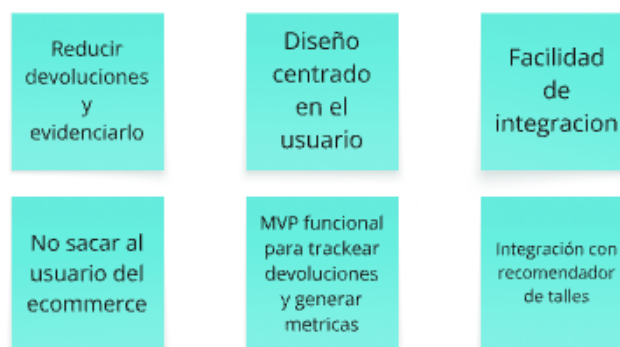 Reducir
devoluciones
y
evidenciarlo
Diseño
centrado
en el
usuario
Facilidad
de
integracion
No sacar al
usuario del
ecommerce
MVP funcional
para trackear
devoluciones
y generar
metricas
Integración con
recomendador
de talles